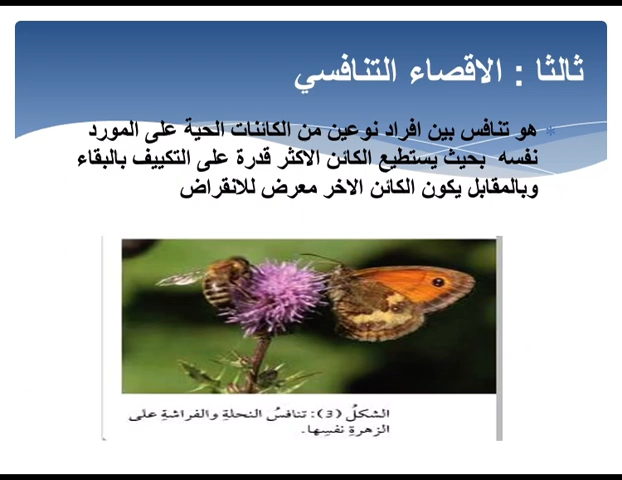 ثالثا : الاقصاء التنافسي
* هو تنافس بين افراد نوعين من الكائنات الحية على المورد
نفسه بحيث يستطيع الكائن الاكثر قدرة على التكييف بالبقاء
وبالمقابل يكون الكائن الاخر معرض للانقراض
الشكلُ (3): تنافسُ النحلةِ والفراشةِ على
الزهرةِ نفسِها.